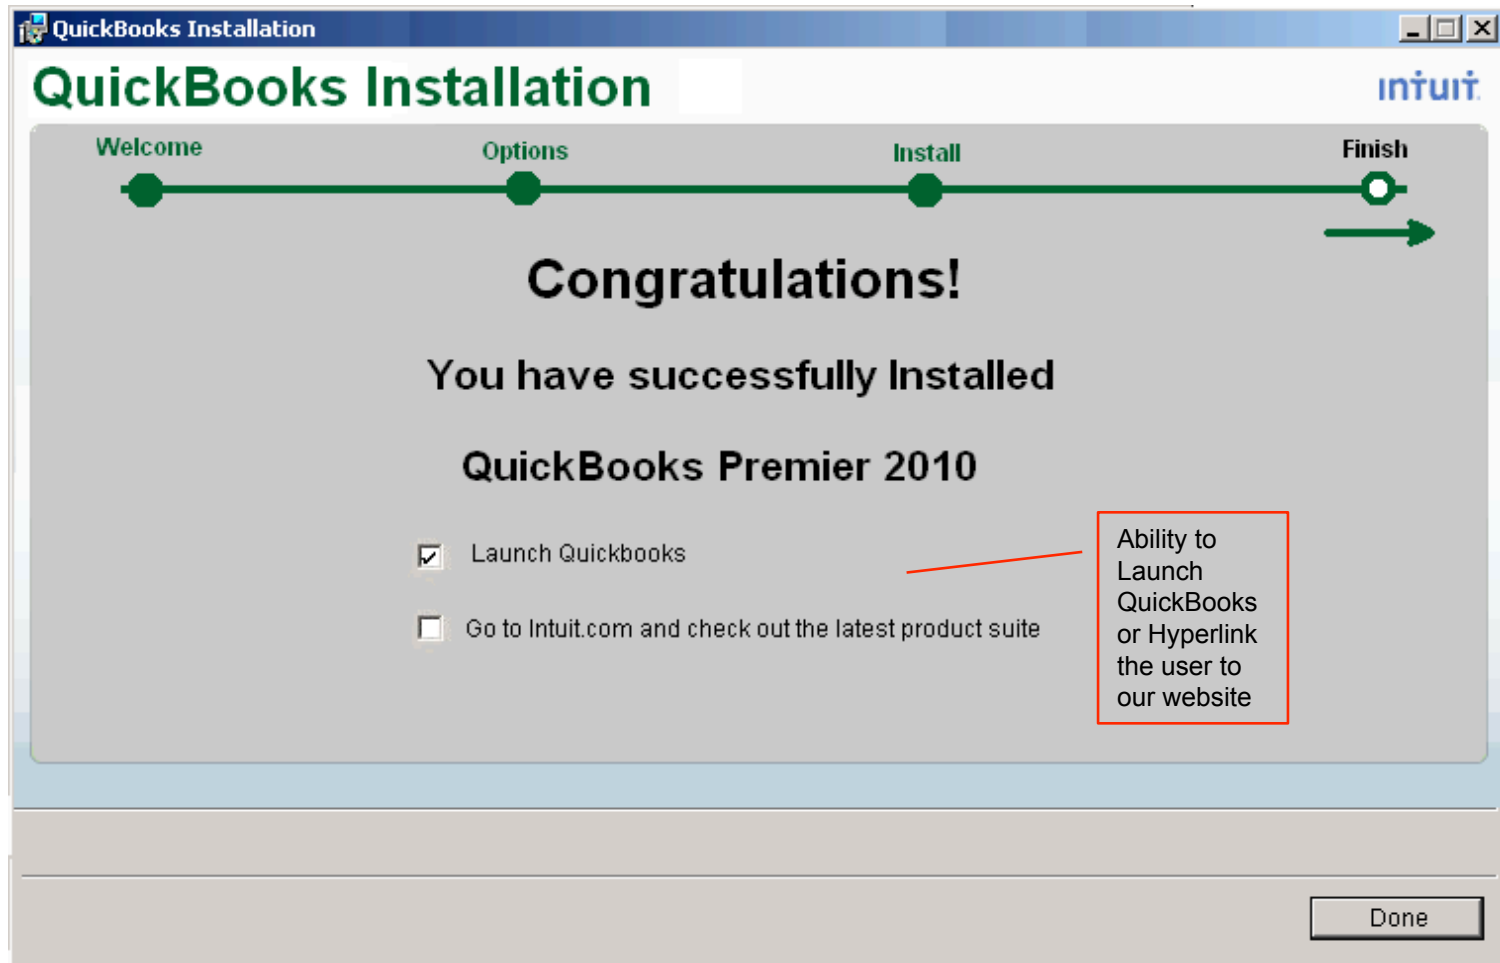 QuickBooks Installation
QuickBooks Installation
intuit.
Welcome
Options
Install
Finish
Congratulations!
You have successfully Installed
QuickBooks Premier 2010
Launch Quickbooks
Go to Intuit.com and check out the latest product suite
Ability to
Launch
QuickBooks
or Hyperlink
the user to
our website
Done